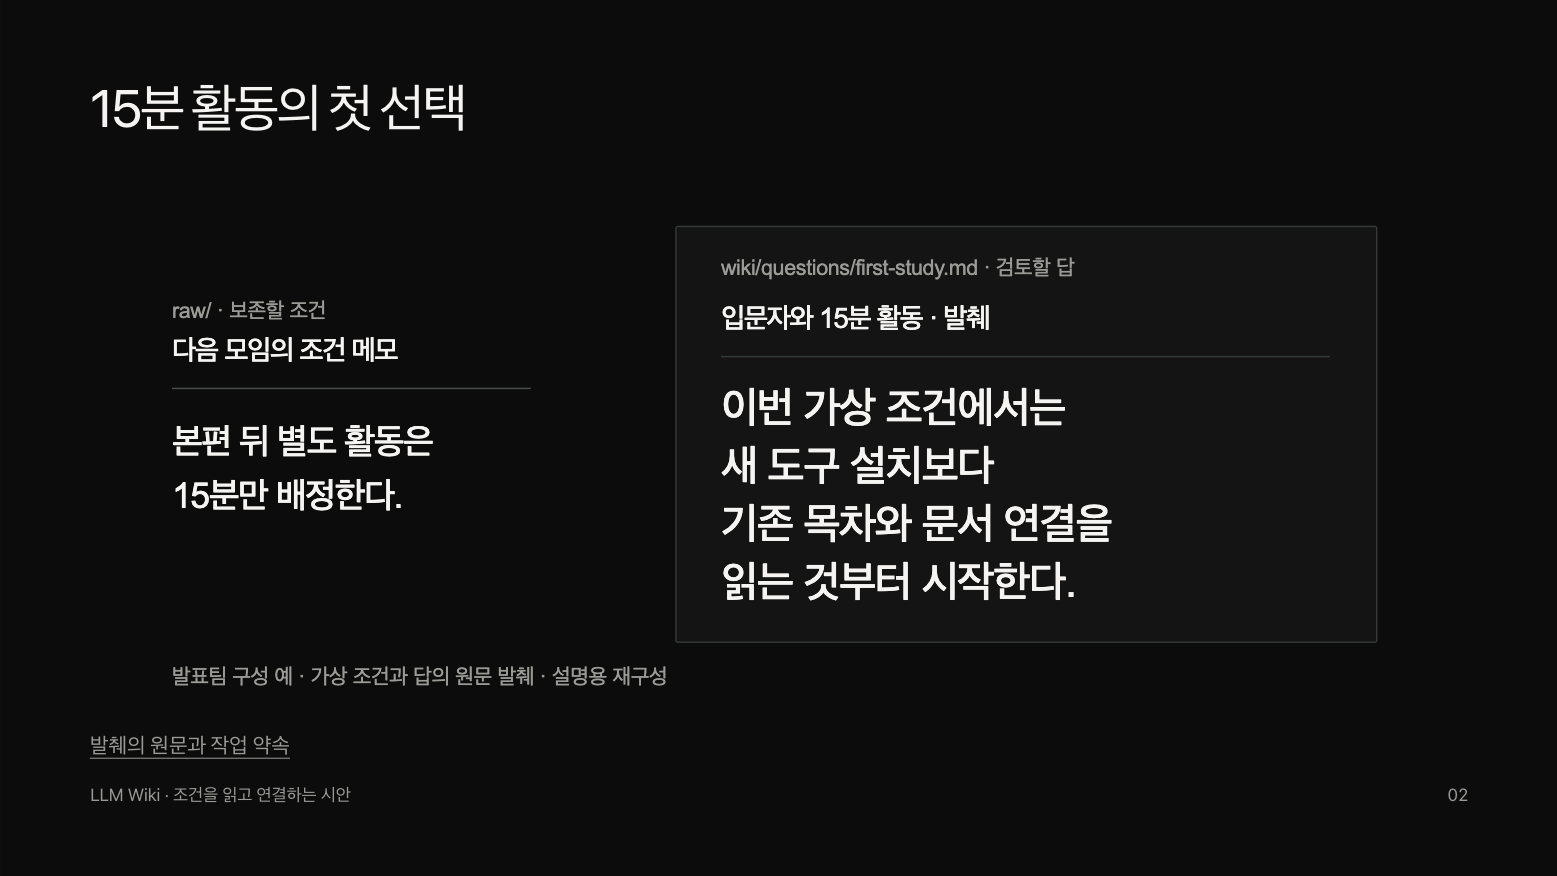 15분 활동의 첫 선택
raw/ · 보존할 조건
다음 모임의 조건 메모
본편 뒤 별도 활동은
15분만 배정한다.
wiki/questions/first-study.md · 검토할 답
입문자와 15분 활동 · 발췌
이번 가상 조건에서는
새 도구 설치보다
기존 목차와 문서 연결을
읽는 것부터 시작한다.
발표팀 구성 예 · 가상 조건과 답의 원문 발췌 · 설명용 재구성
발췌의 원문과 작업 약속
LLM Wiki · 조건을 읽고 연결하는 시안
02